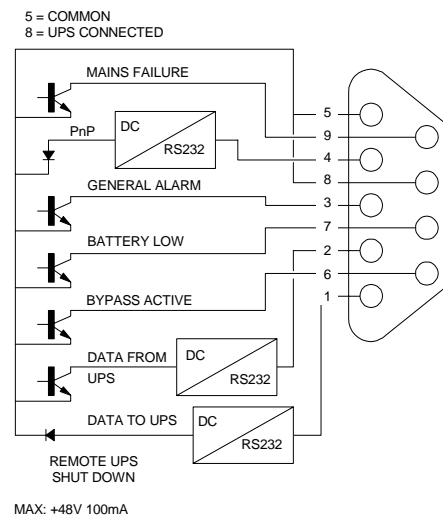 5 = COMMON
8 = UPS CONNECTED
MAINS FAILURE
5
9
PnP
DC
RS232
4
8
GENERAL ALARM
3
7
BATTERY LOW
2
6
BYPASS ACTIVE
1
DATA FROM
UPS
DC
RS232
DATA TO UPS
DC
RS232
REMOTE UPS
SHUT DOWN
MAX: +48V 100mA